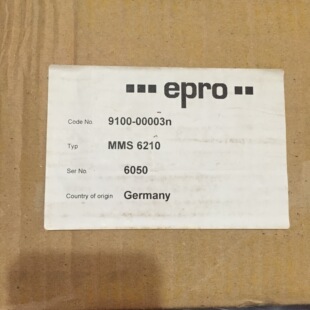 epro
Code No. 9100-00003n
Typ MMS 6210
Ser No. 6050
Country of origin Germany